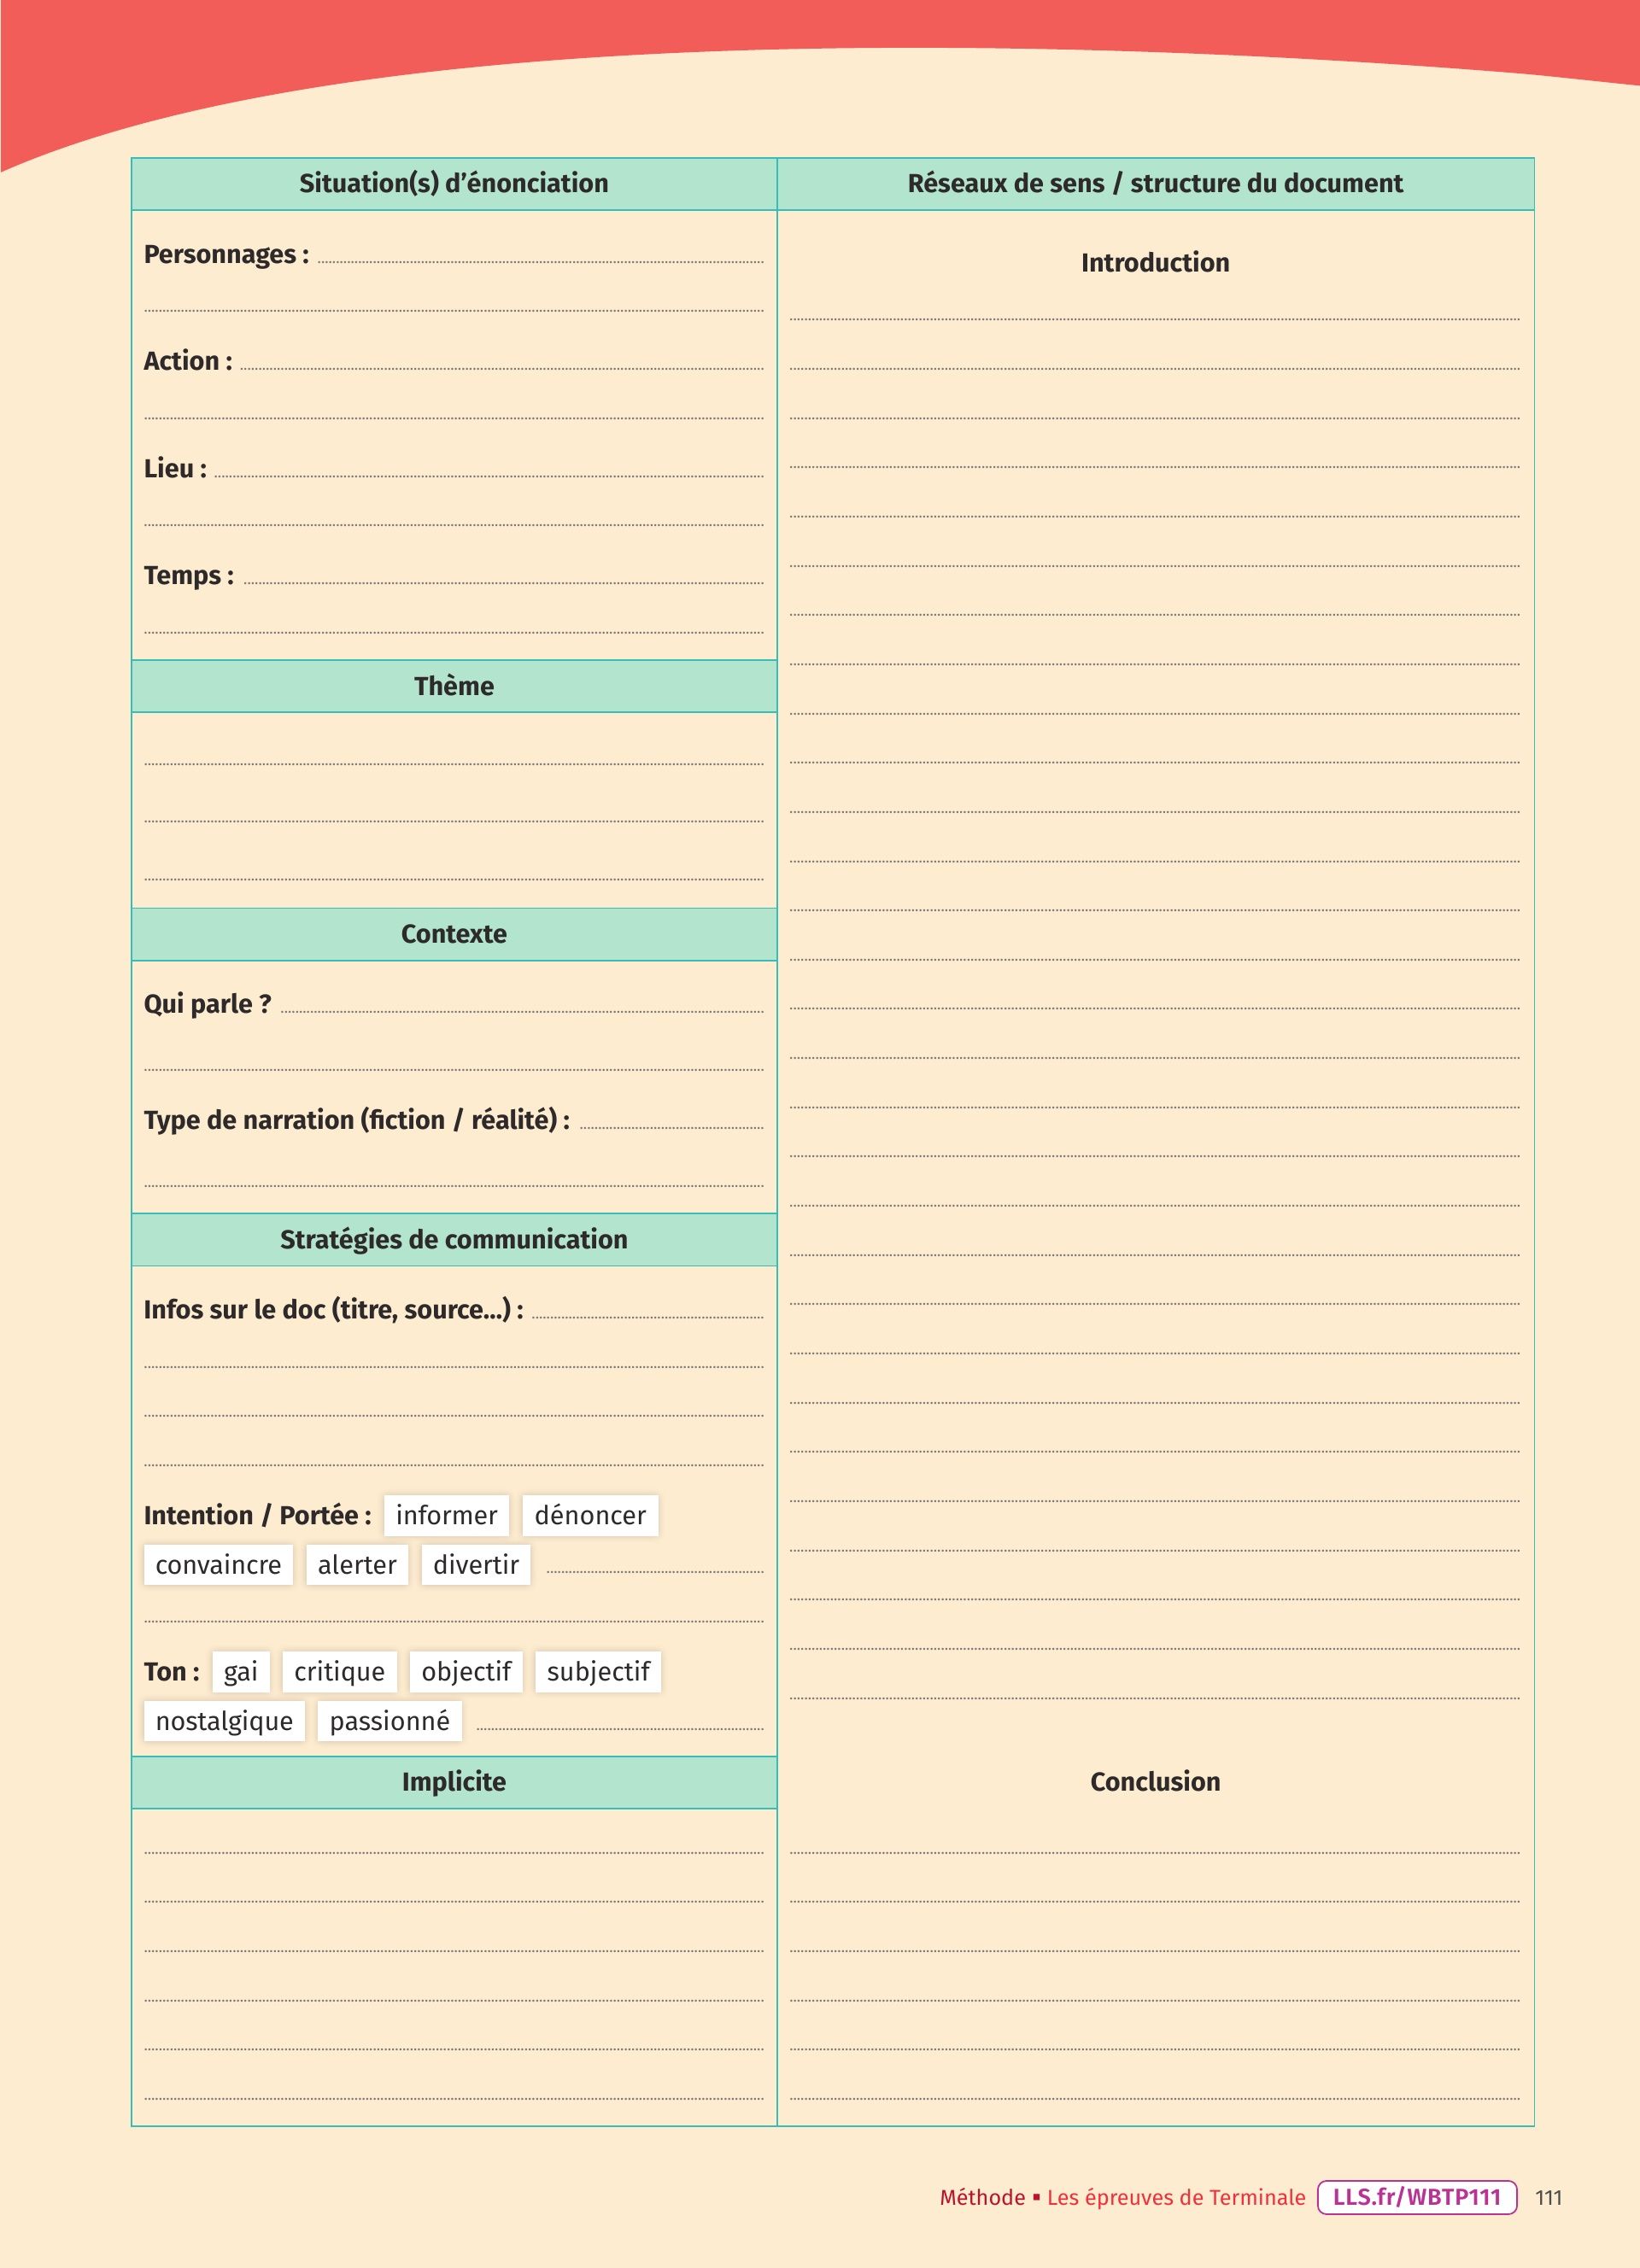 Situation(s) d'énonciation
Personnages :
Action :
Lieu :
Temps :
Thème
Contexte
Qui parle ?
Type de narration (fiction / réalité) :
Stratégies de communication
Infos sur le doc (titre, source...) :
Intention / Portée : informer dénoncer
convaincre alerter divertir
Ton : gai critique objectif subjectif
nostalgique passionné
Implicite
Réseaux de sens / structure du document
Introduction
Conclusion
Méthode ▪ Les épreuves de Terminale LLS.fr/WBTP111 111